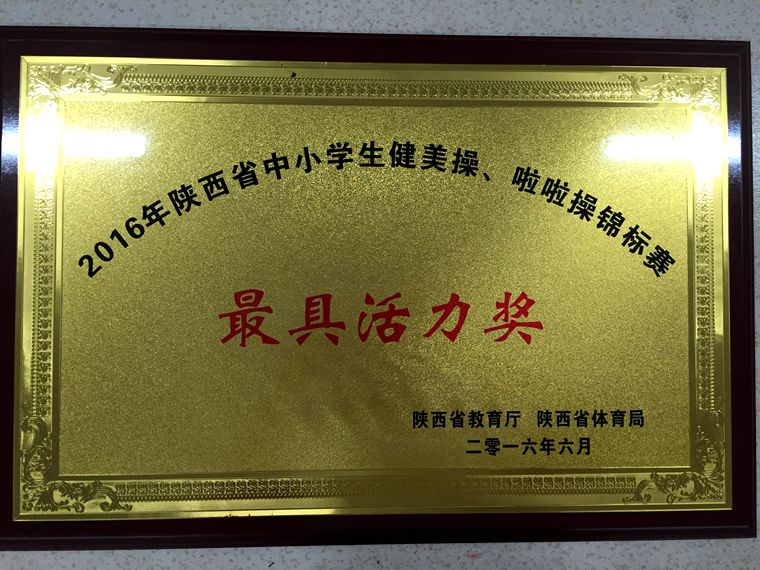 2016年陕西省中小学生健美操、啦啦操锦标赛
最具活力奖
陕西省教育厅 陕西省体育局
二零一六年六月